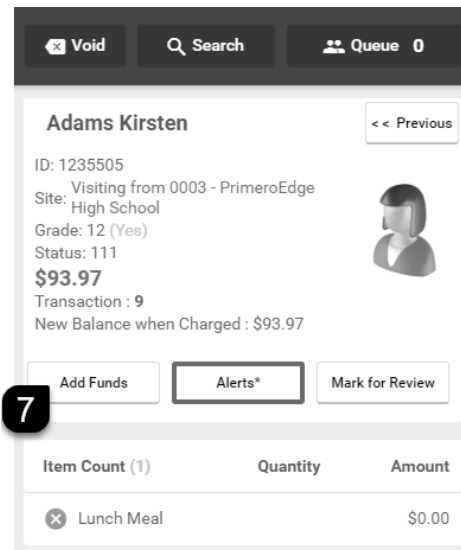 Void Search Queue 0
Adams Kirsten << Previous
ID: 1235505
Site: Visiting from 0003 - PrimeroEdge
High School
Grade: 12 (Yes)
Status: 111
$93.97
Transaction : 9
New Balance when Charged : $93.97
Add Funds Alerts* Mark for Review
7
Item Count (1) Quantity Amount
Lunch Meal $0.00